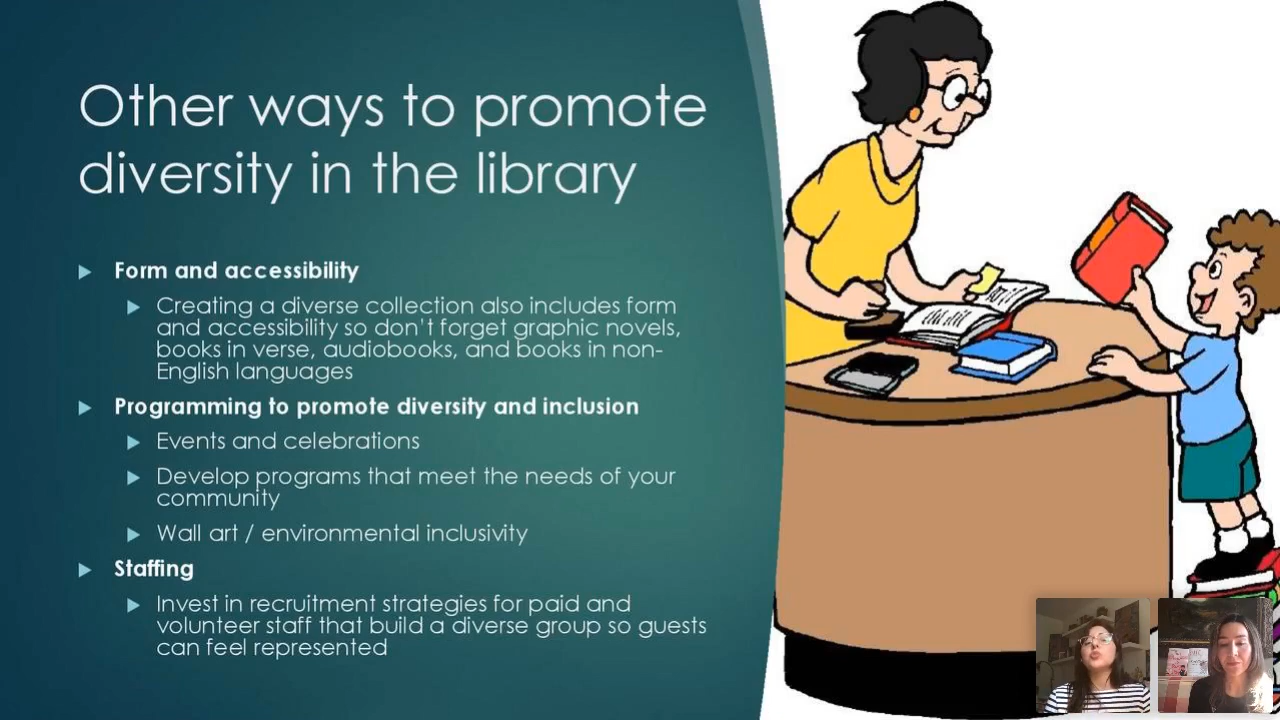 Other ways to promote
diversity in the library
Form and accessibility
Creating a diverse collection also includes form
and accessibility so don't forget graphic novels,
books in verse, audiobooks, and books in non-
English languages
Programming to promote diversity and inclusion
Events and celebrations
Develop programs that meet the needs of your
community
Wall art / environmental inclusivity
Staffing
Invest in recruitment strategies for paid and
volunteer staff that build a diverse group so guests
can feel represented